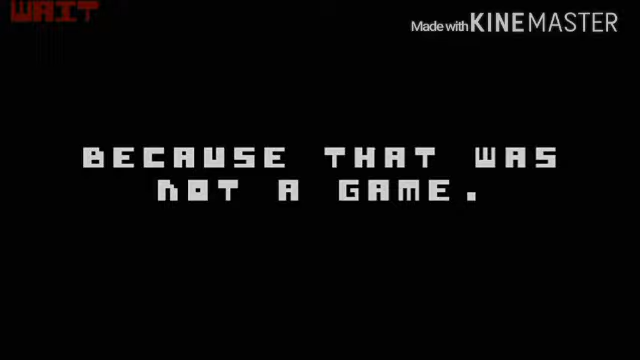 WAIT
Made with KINEMASTER
BECAUSE THAT WAS
NOT A GAME.